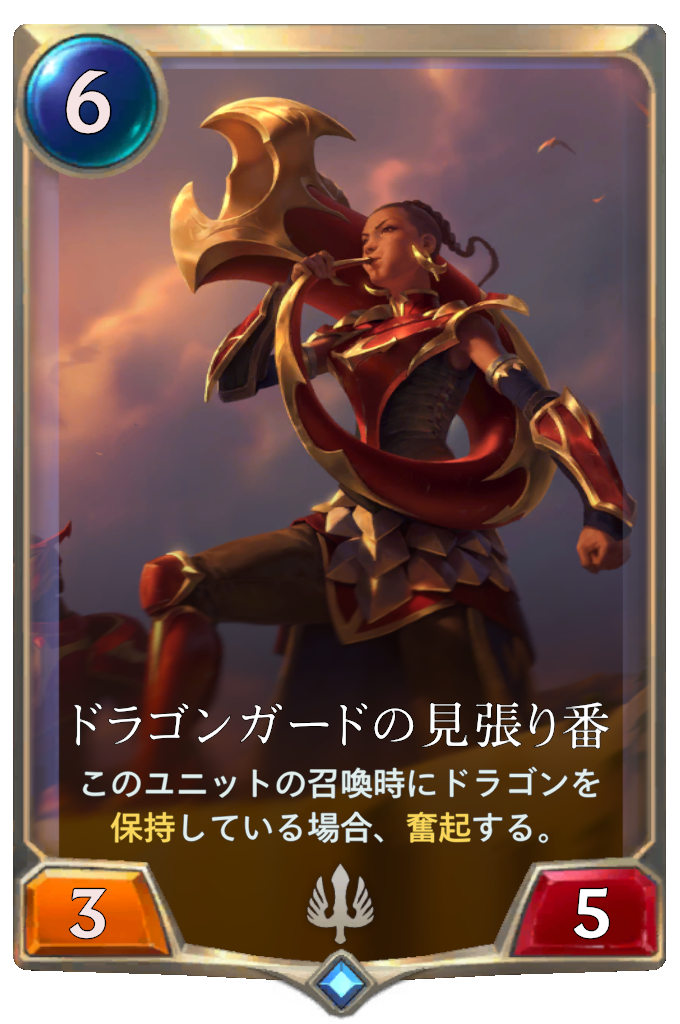 6
ドラゴンガードの見張り番
このユニットの召喚時にドラゴンを
保持している場合、奮起する。
3
5